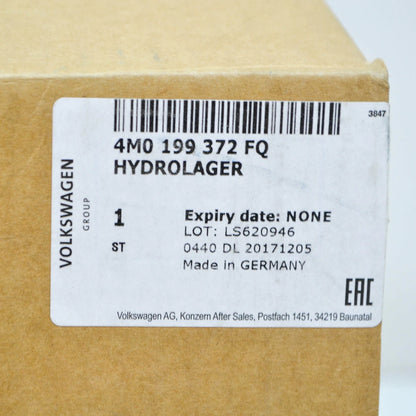 3847
4M0 199 372 FQ
HYDROLAGER
VOLKSWAGEN
GROUP
1
ST
Expiry date: NONE
LOT: LS620946
0440 DL 20171205
Made in GERMANY
EAC
Volkswagen AG, Konzern After Sales, Postfach 1451, 34219 Baunatal